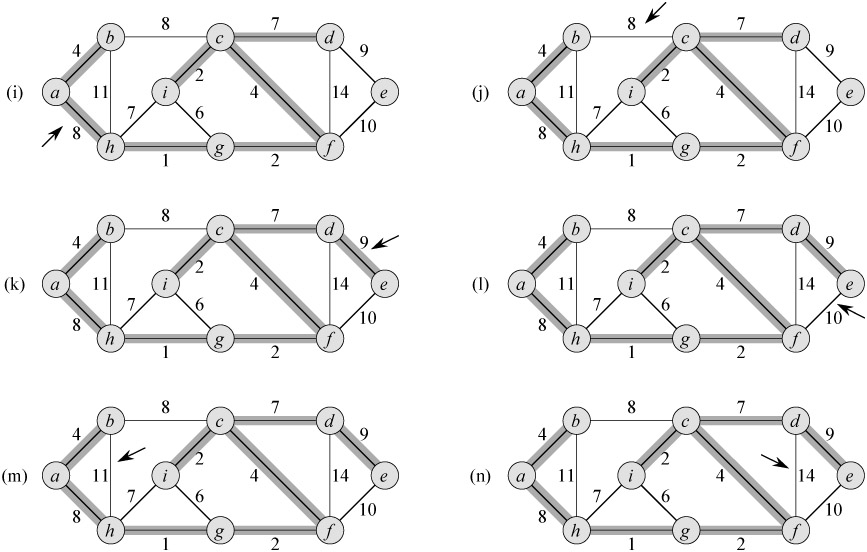 8 7
4 b c d 9
(i) a 11 i 2 4 14 e
8 7 6 10
h g f
1 2
8 7
4 b c d 9
(j) a 11 i 2 4 14 e
8 7 6 10
h g f
1 2
8 7
4 b c d 9
(k) a 11 i 2 4 14 e
8 7 6 10
h g f
1 2
8 7
4 b c d 9
(l) a 11 i 2 4 14 e
8 7 6 10
h g f
1 2
8 7
4 b c d 9
(m) a 11 i 2 4 14 e
8 7 6 10
h g f
1 2
8 7
4 b c d 9
(n) a 11 i 2 4 14 e
8 7 6 10
h g f
1 2